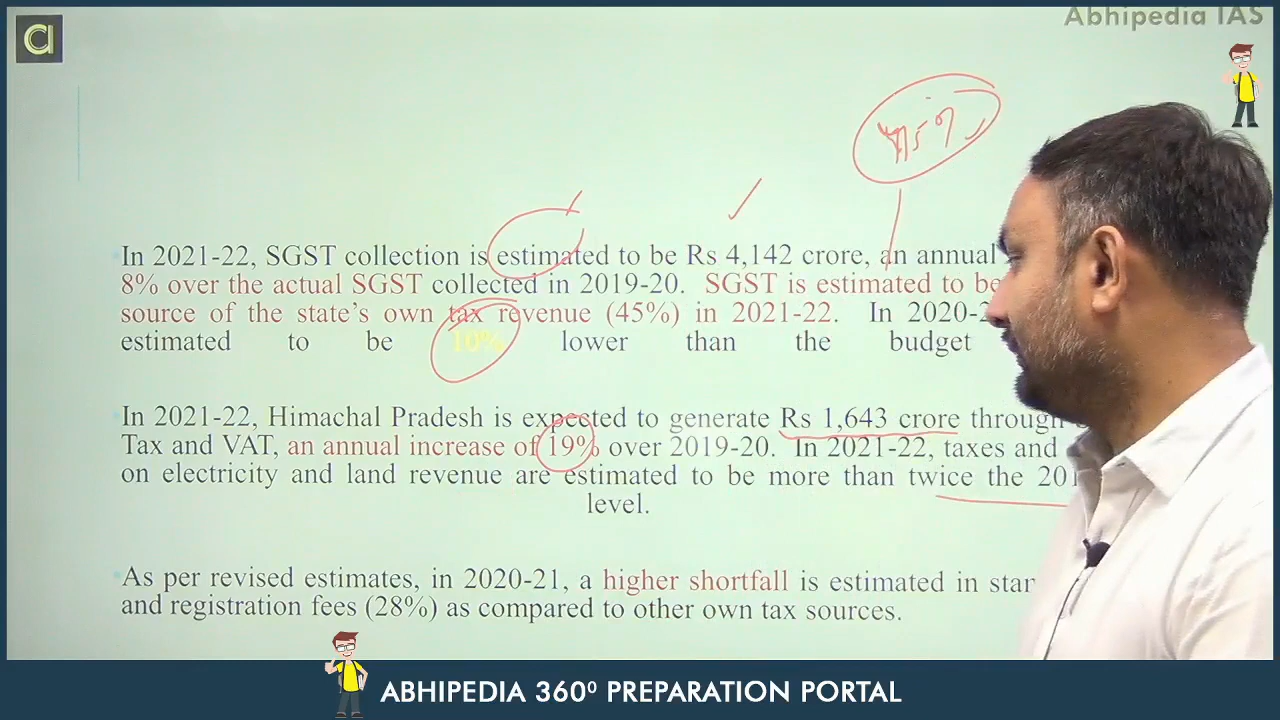 Abhipedia IAS
a
45%
In 2021-22, SGST collection is estimated to be Rs 4,142 crore, an annual
8% over the actual SGST collected in 2019-20. SGST is estimated to be
source of the state's own tax revenue (45%) in 2021-22. In 2020-2
estimated to be 10% lower than the budget
In 2021-22, Himachal Pradesh is expected to generate Rs 1,643 crore through
Tax and VAT, an annual increase of 19% over 2019-20. In 2021-22, taxes and
on electricity and land revenue are estimated to be more than twice the 201
level.
As per revised estimates, in 2020-21, a higher shortfall is estimated in star
and registration fees (28%) as compared to other own tax sources.
ABHIPEDIA 360⁰ PREPARATION PORTAL